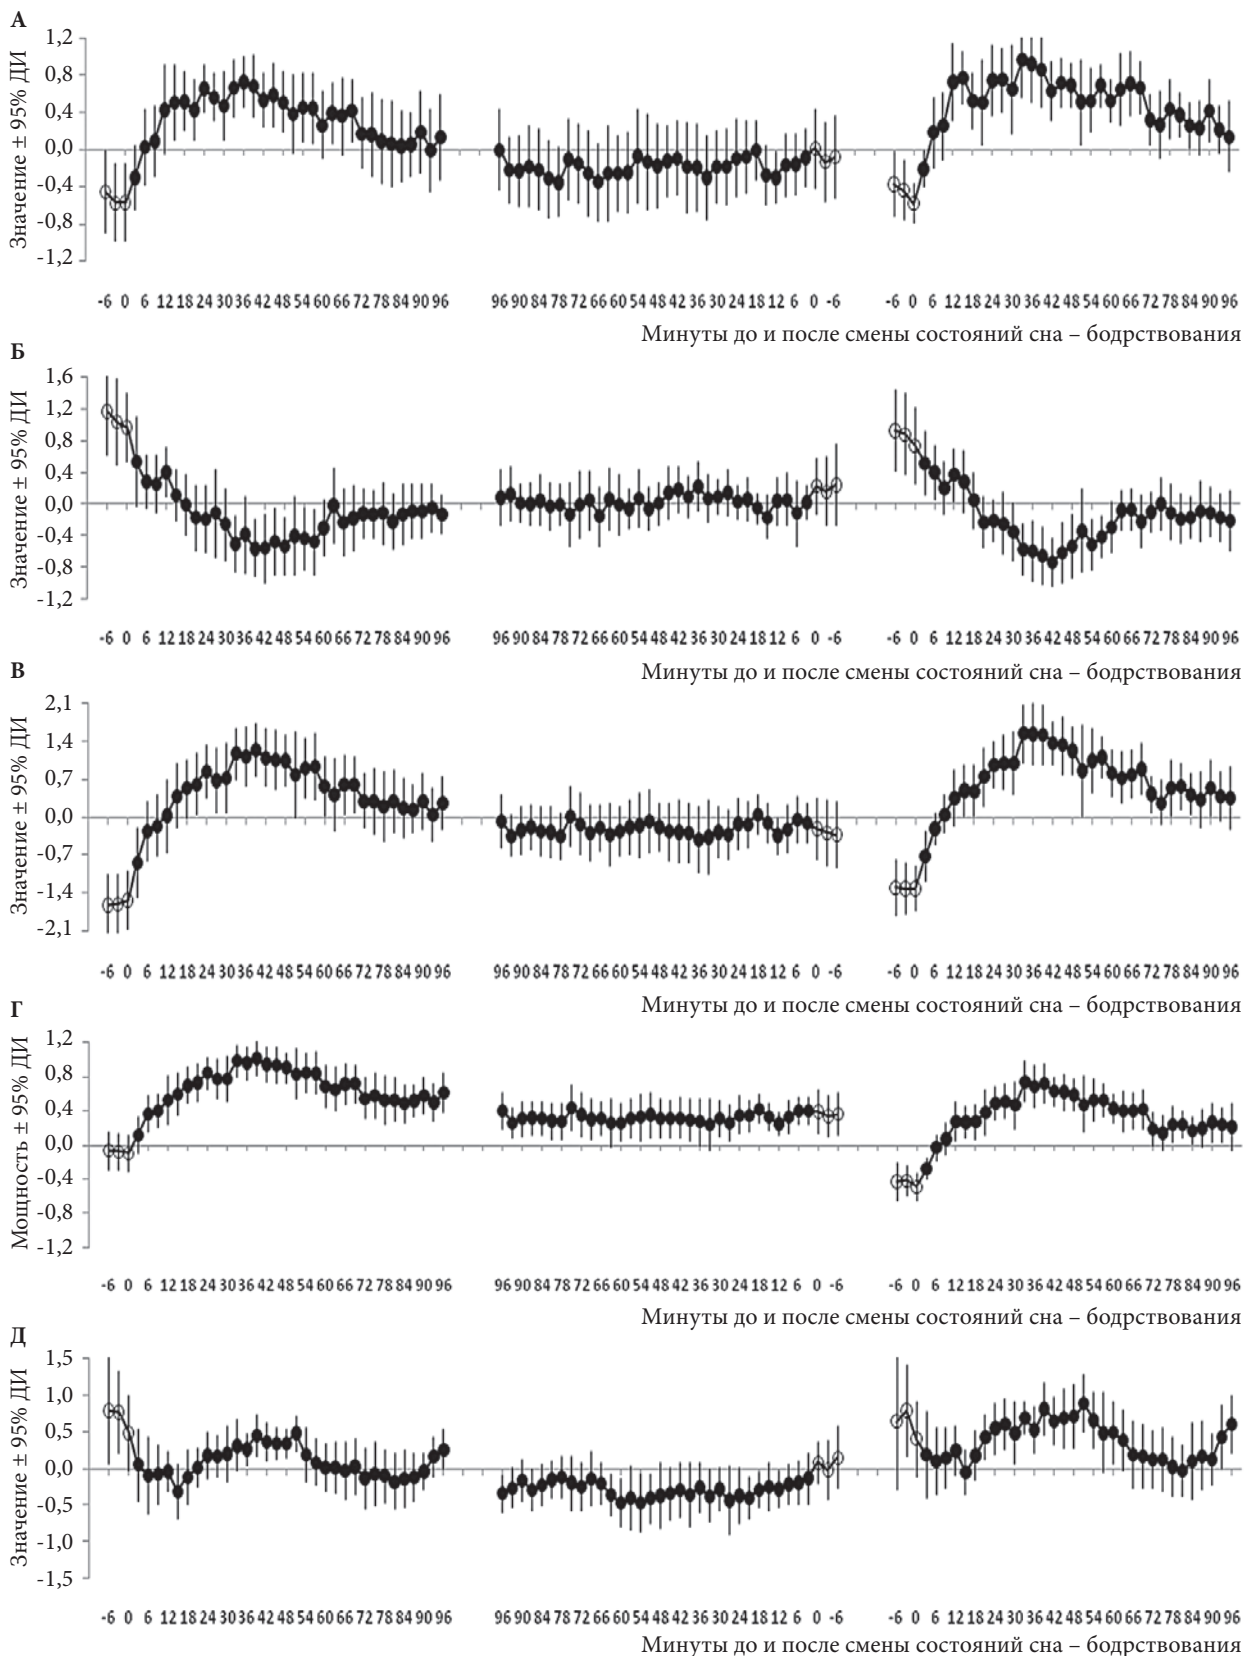 А
Значение ± 95% ДИ
1,2
0,8
0,4
0,0
-0,4
-0,8
-1,2
-6 0 6 12 18 24 30 36 42 48 54 60 66 72 78 84 90 96 96 90 84 78 72 66 60 54 48 42 36 30 24 18 12 6 0 -6 -6 0 6 12 18 24 30 36 42 48 54 60 66 72 78 84 90 96
Минуты до и после смены состояний сна – бодрствования
Б
Значение ± 95% ДИ
1,6
1,2
0,8
0,4
0,0
-0,4
-0,8
-1,2
-6 0 6 12 18 24 30 36 42 48 54 60 66 72 78 84 90 96 96 90 84 78 72 66 60 54 48 42 36 30 24 18 12 6 0 -6 -6 0 6 12 18 24 30 36 42 48 54 60 66 72 78 84 90 96
Минуты до и после смены состояний сна – бодрствования
В
Значение ± 95% ДИ
2,1
1,4
0,7
0,0
-0,7
-1,4
-2,1
-6 0 6 12 18 24 30 36 42 48 54 60 66 72 78 84 90 96 96 90 84 78 72 66 60 54 48 42 36 30 24 18 12 6 0 -6 -6 0 6 12 18 24 30 36 42 48 54 60 66 72 78 84 90 96
Минуты до и после смены состояний сна – бодрствования
Г
Мощность ± 95% ДИ
1,2
0,8
0,4
0,0
-0,4
-0,8
-1,2
-6 0 6 12 18 24 30 36 42 48 54 60 66 72 78 84 90 96 96 90 84 78 72 66 60 54 48 42 36 30 24 18 12 6 0 -6 -6 0 6 12 18 24 30 36 42 48 54 60 66 72 78 84 90 96
Минуты до и после смены состояний сна – бодрствования
Д
Значение ± 95% ДИ
1,5
1,0
0,5
0,0
-0,5
-1,0
-1,5
-6 0 6 12 18 24 30 36 42 48 54 60 66 72 78 84 90 96 96 90 84 78 72 66 60 54 48 42 36 30 24 18 12 6 0 -6 -6 0 6 12 18 24 30 36 42 48 54 60 66 72 78 84 90 96
Минуты до и после смены состояний сна – бодрствования